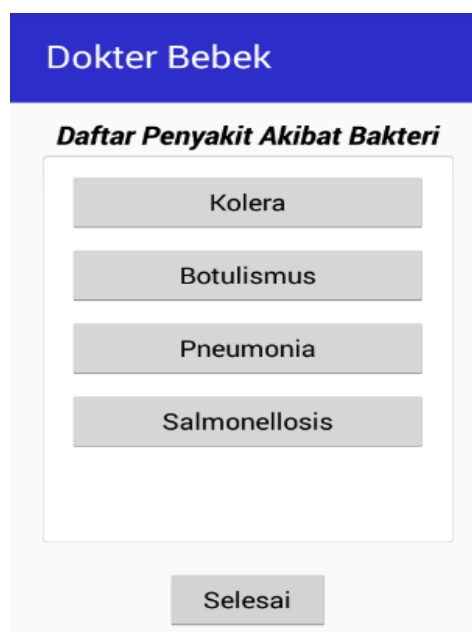 Dokter Bebek
Daftar Penyakit Akibat Bakteri
Kolera
Botulismus
Pneumonia
Salmonellosis
Selesai